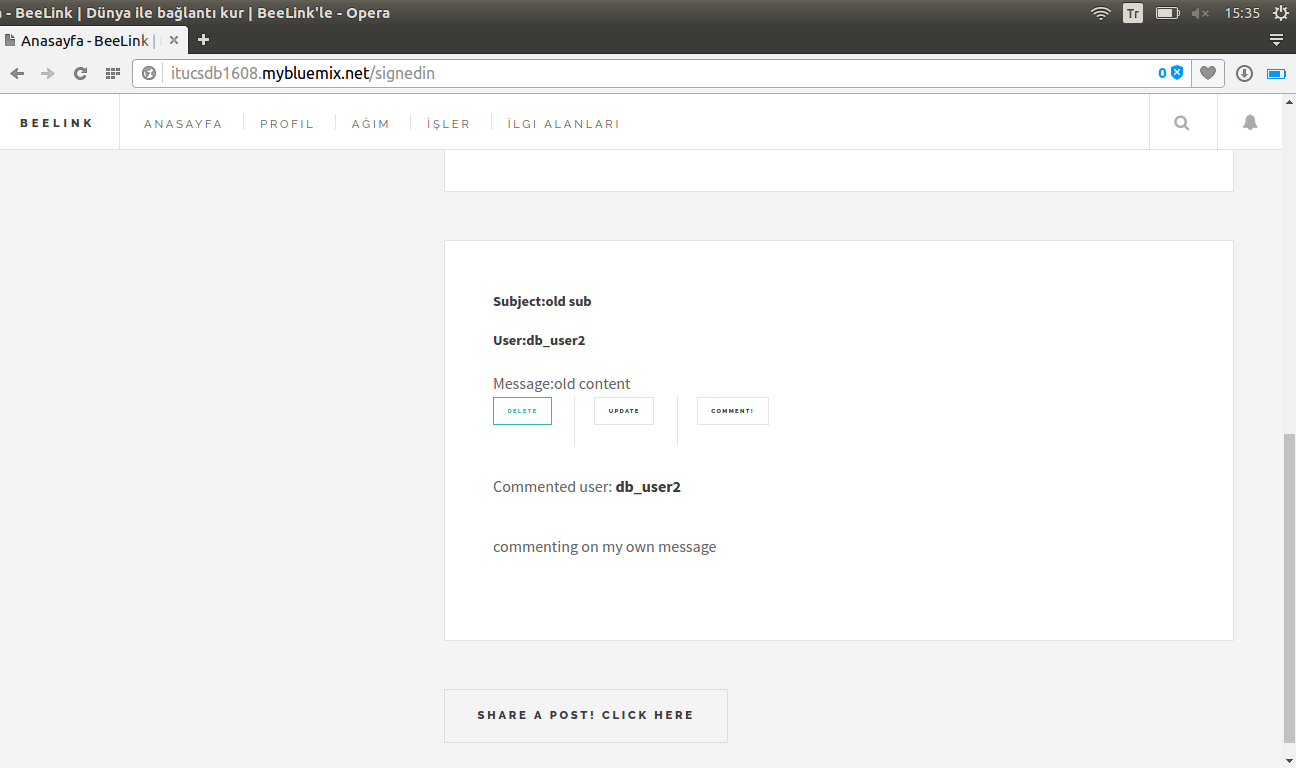 - BeeLink | Dünya ile bağlantı kur | BeeLink'le - Opera
Tr
15:35
Anasayfa - BeeLink |
itucsdb1608.mybluemix.net/signedin
0
BEELINK
ANASAYFA
PROFIL
AĞIM
İŞLER
İLGI ALANLARI
Subject:old sub
User:db_user2
Message:old content
DELETE
UPDATE
COMMENT!
Commented user: db_user2
commenting on my own message
SHARE A POST! CLICK HERE